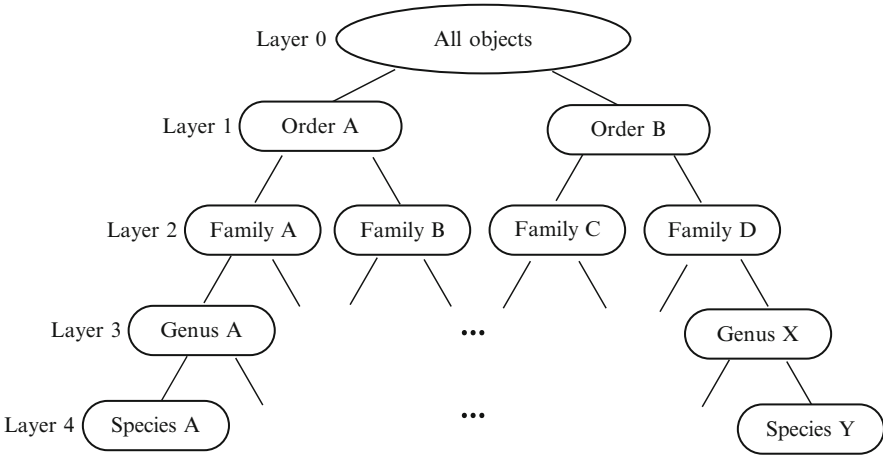 Layer 0 All objects
Layer 1 Order A Order B
Layer 2 Family A Family B Family C Family D
Layer 3 Genus A ... Genus X
Layer 4 Species A ... Species Y